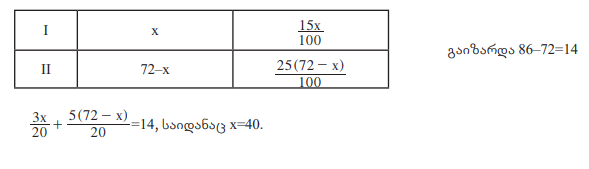 I x 15x/100
გაიზარდა 86–72=14
II 72–x 25(72 − x)/100
3x/20 + 5(72 − x)/20 =14, საიდანაც x=40.